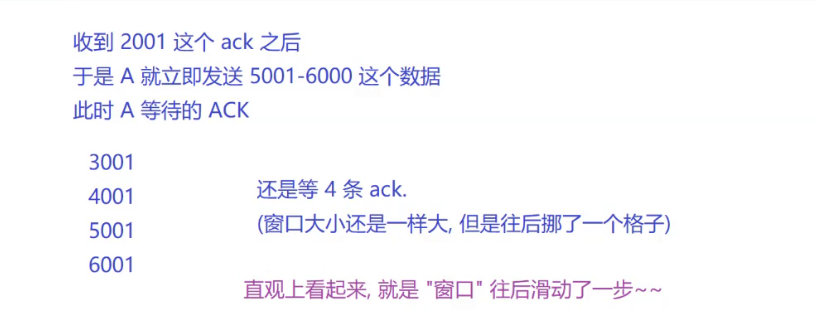 收到 2001 这个 ack 之后
于是 A 就立即发送 5001-6000 这个数据
此时 A 等待的 ACK
3001
4001
5001
6001
还是等 4 条 ack.
(窗口大小还是一样大, 但是往后挪了一个格子)
直观上看起来, 就是 "窗口" 往后滑动了一步~~